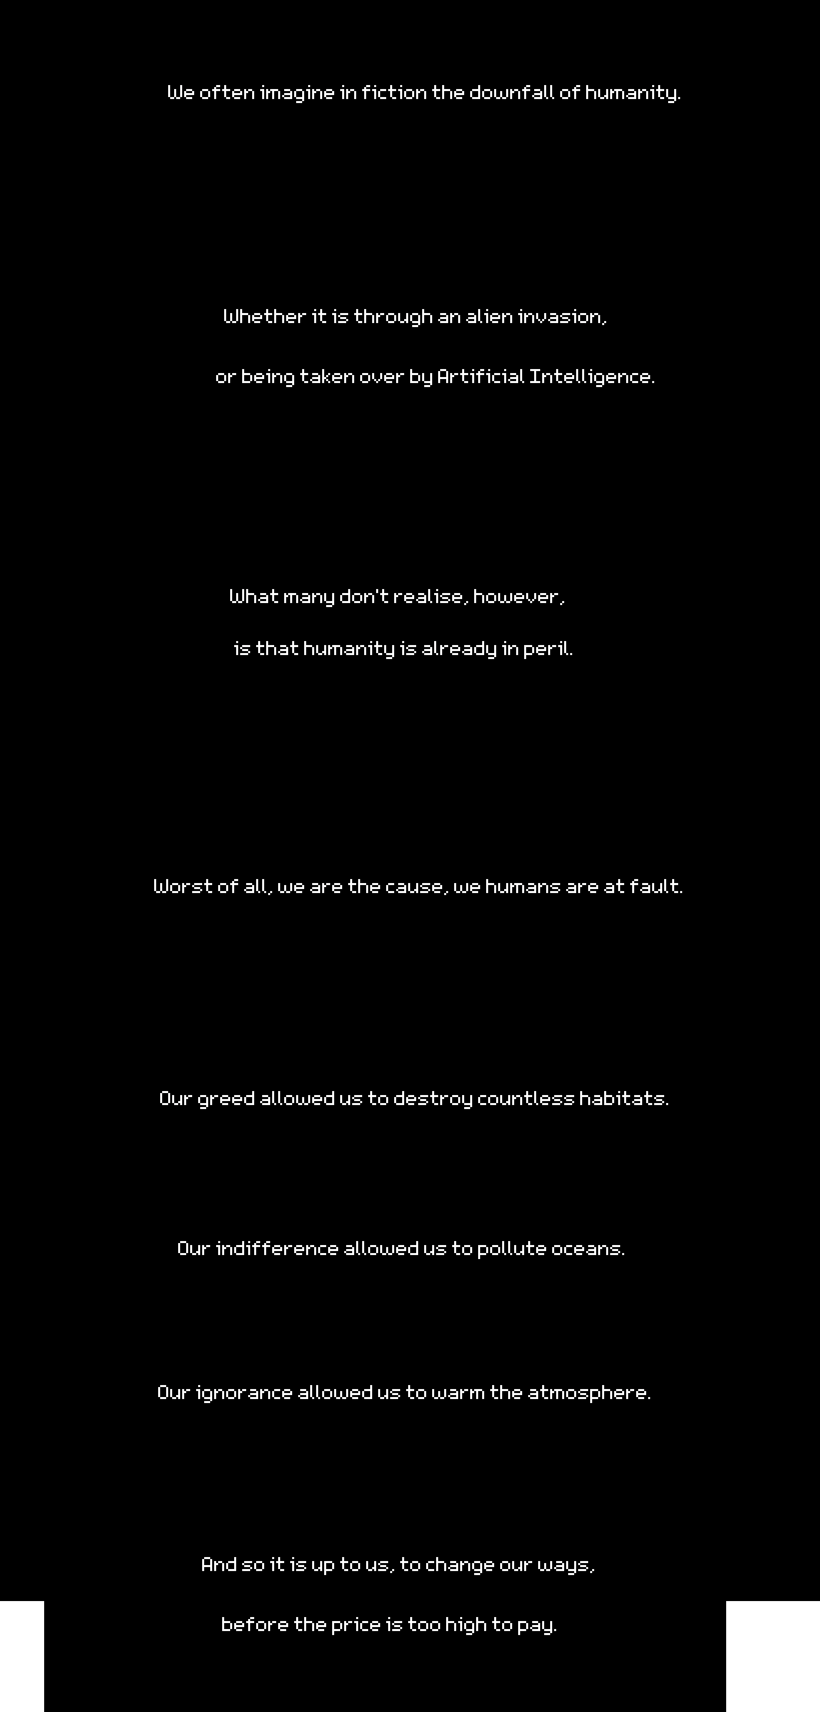 We often imagine in fiction the downfall of humanity.
Whether it is through an alien invasion,
or being taken over by Artificial Intelligence.
What many don't realise, however,
is that humanity is already in peril.
Worst of all, we are the cause, we humans are at fault.
Our greed allowed us to destroy countless habitats.
Our indifference allowed us to pollute oceans.
Our ignorance allowed us to warm the atmosphere.
And so it is up to us, to change our ways,
before the price is too high to pay.